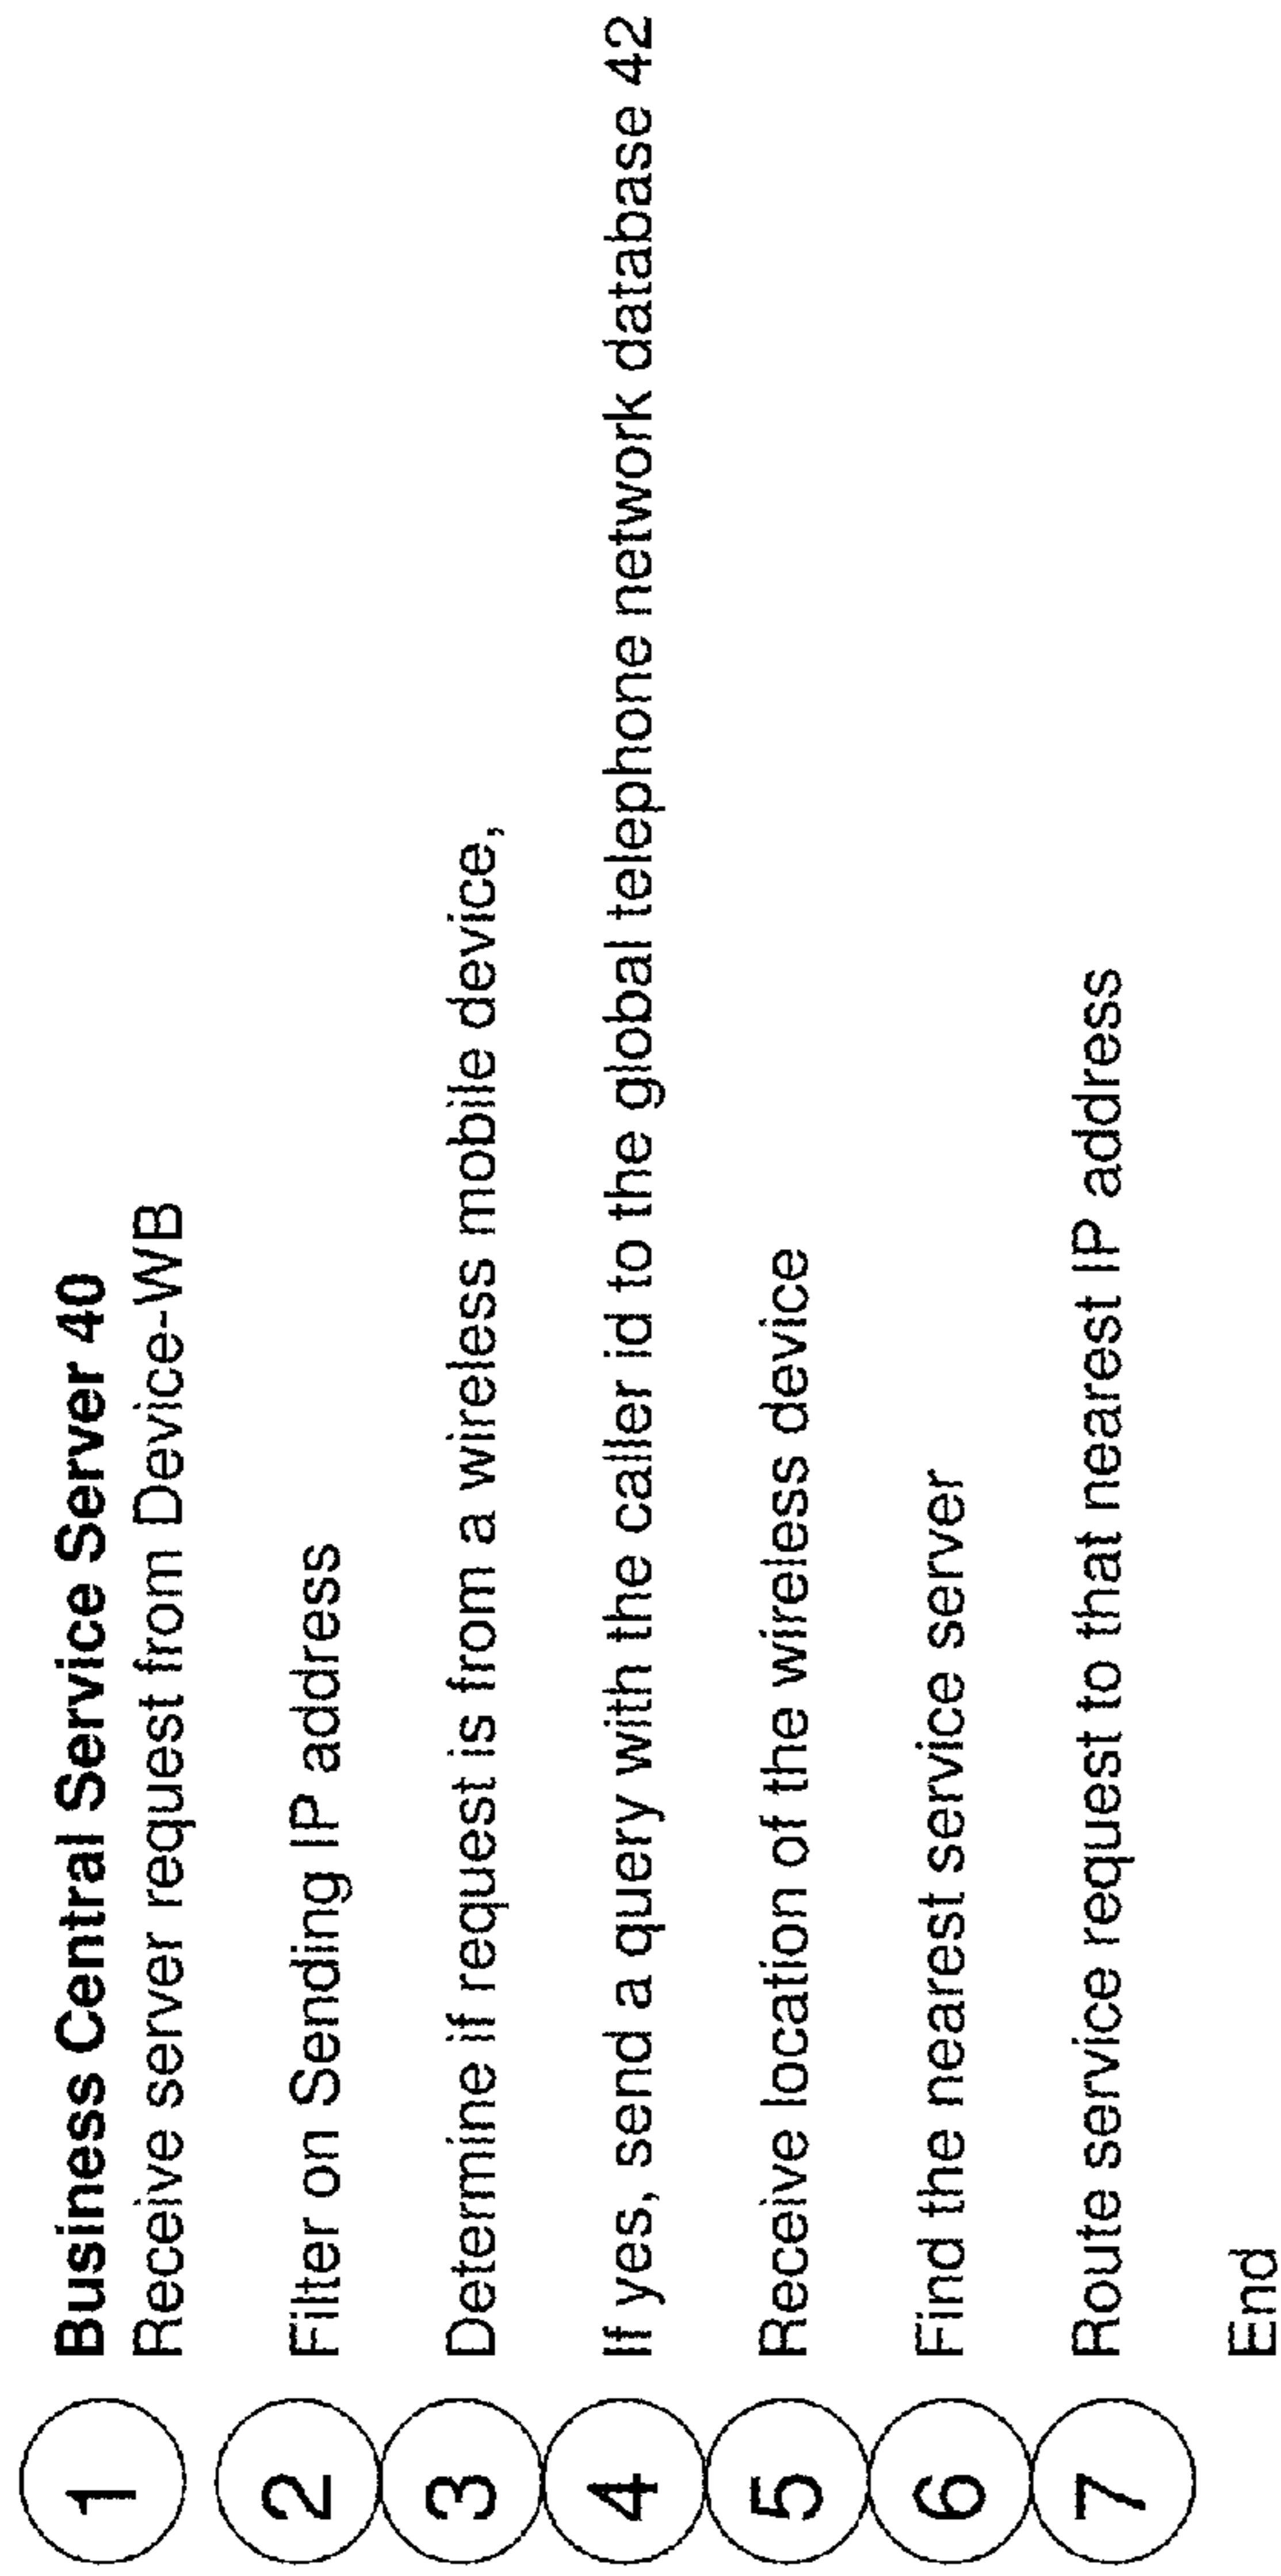 1 Business Central Service Server 40
Receive server request from Device-WB
2 Filter on Sending IP address
3 Determine if request is from a wireless mobile device,
4 If yes, send a query with the caller id to the global telephone network database 42
5 Receive location of the wireless device
6 Find the nearest service server
7 Route service request to that nearest IP address
End